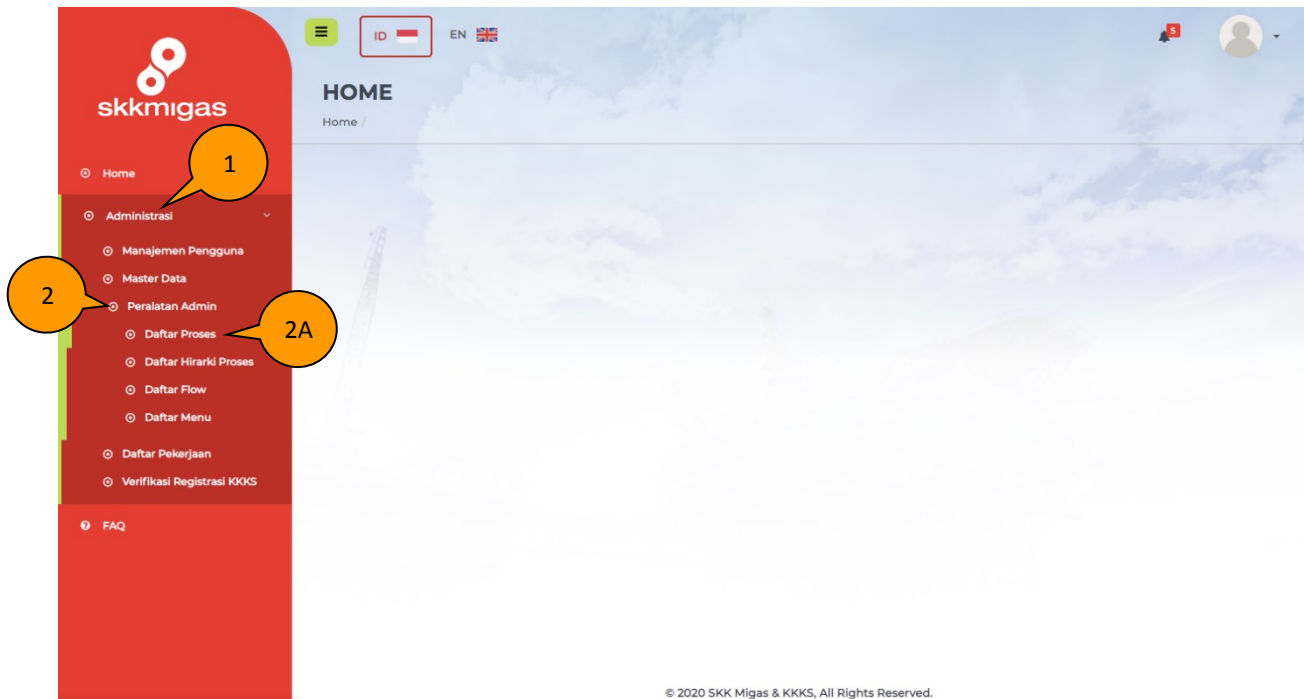 skkmigas
ID
EN
5
HOME
Home /
1
Home
Administrasi
Manajemen Pengguna
Master Data
2
Peralatan Admin
2A
Daftar Proses
Daftar Hirarki Proses
Daftar Flow
Daftar Menu
Daftar Pekerjaan
Verifikasi Registrasi KKKS
FAQ
© 2020 SKK Migas & KKKS, All Rights Reserved.